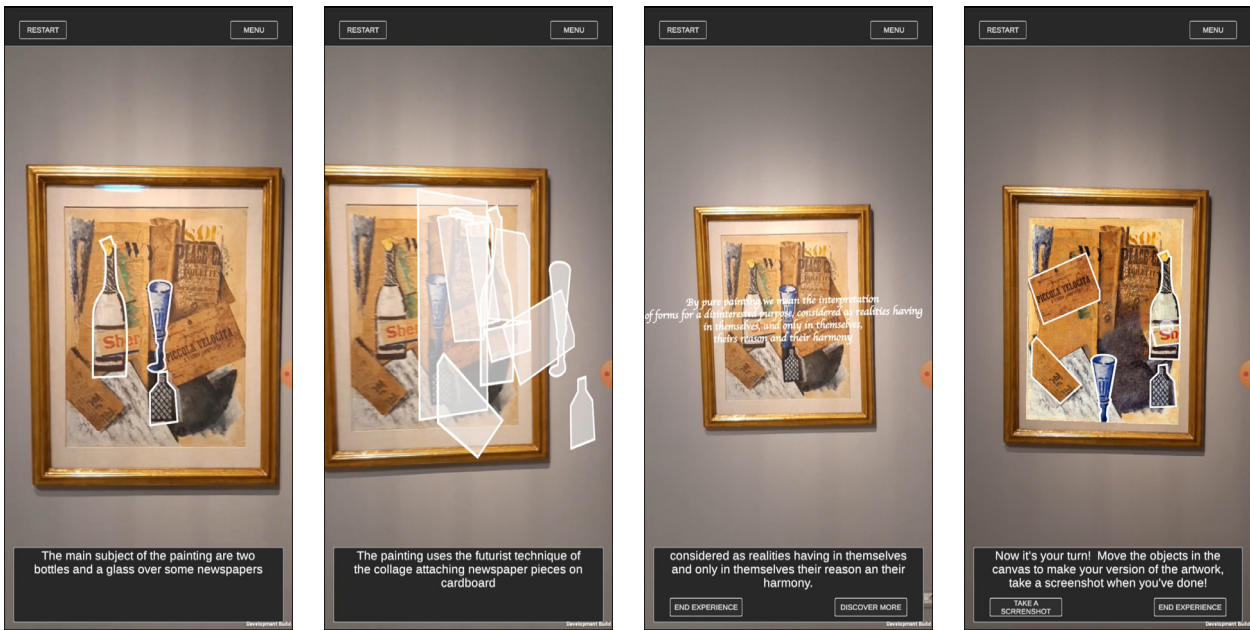 RESTART
MENU
Sher
PICCOLA VELOCITA
The main subject of the painting are two
bottles and a glass over some newspapers
Development Build
RESTART
MENU
Sher
The painting uses the futurist technique of
the collage attaching newspaper pieces on
cardboard
Development Build
RESTART
MENU
By pure painting we mean the interpretation
of forms for a disinterested purpose, considered as realities having
in themselves, and only in themselves,
theirs reason and their harmony
considered as realities having in themselves
and only in themselves their reason an their
harmony.
END EXPERIENCE
DISCOVER MORE
Development Build
RESTART
MENU
PICCOLA VELOCITA
Sh
Now it's your turn! Move the objects in the
canvas to make your version of the artwork,
take a screenshot when you've done!
TAKE A
SCRRENSHOT
END EXPERIENCE
Development Build